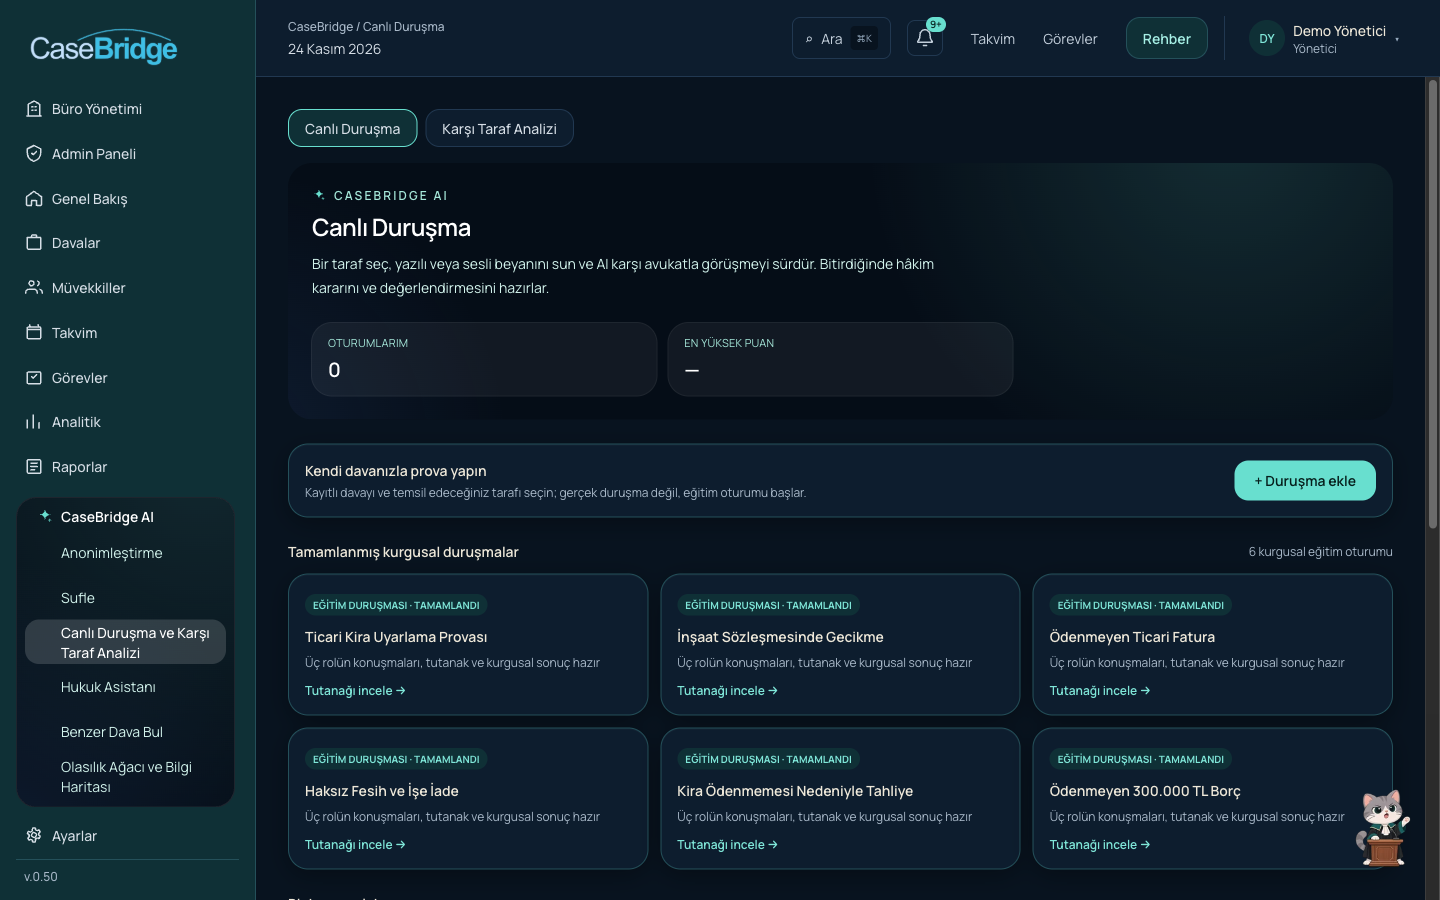 CaseBridge
Büro Yönetimi
Admin Paneli
Genel Bakış
Davalar
Müvekkiller
Takvim
Görevler
Analitik
Raporlar
CaseBridge AI
Anonimleştirme
Sufle
Canlı Duruşma ve Karşı
Taraf Analizi
Hukuk Asistanı
Benzer Dava Bul
Olasılık Ağacı ve Bilgi
Haritası
Ayarlar
v.0.50
CaseBridge / Canlı Duruşma
24 Kasım 2026
Ara ⌘K
9+
Takvim
Görevler
Rehber
DY
Demo Yönetici
Yönetici
Canlı Duruşma
Karşı Taraf Analizi
CASEBRIDGE AI
Canlı Duruşma
Bir taraf seç, yazılı veya sesli beyanını sun ve AI karşı avukatla görüşmeyi sürdür. Bitirdiğinde hâkim
kararını ve değerlendirmesini hazırlar.
OTURUMLARIM
0
EN YÜKSEK PUAN
—
Kendi davanızla prova yapın
Kayıtlı davayı ve temsil edeceğiniz tarafı seçin; gerçek duruşma değil, eğitim oturumu başlar.
+ Duruşma ekle
Tamamlanmış kurgusal duruşmalar
6 kurgusal eğitim oturumu
EĞİTİM DURUŞMASI · TAMAMLANDI
Ticari Kira Uyarlama Provası
Üç rolün konuşmaları, tutanak ve kurgusal sonuç hazır
Tutanağı incele →
EĞİTİM DURUŞMASI · TAMAMLANDI
İnşaat Sözleşmesinde Gecikme
Üç rolün konuşmaları, tutanak ve kurgusal sonuç hazır
Tutanağı incele →
EĞİTİM DURUŞMASI · TAMAMLANDI
Ödenmeyen Ticari Fatura
Üç rolün konuşmaları, tutanak ve kurgusal sonuç hazır
Tutanağı incele →
EĞİTİM DURUŞMASI · TAMAMLANDI
Haksız Fesih ve İşe İade
Üç rolün konuşmaları, tutanak ve kurgusal sonuç hazır
Tutanağı incele →
EĞİTİM DURUŞMASI · TAMAMLANDI
Kira Ödenmemesi Nedeniyle Tahliye
Üç rolün konuşmaları, tutanak ve kurgusal sonuç hazır
Tutanağı incele →
EĞİTİM DURUŞMASI · TAMAMLANDI
Ödenmeyen 300.000 TL Borç
Üç rolün konuşmaları, tutanak ve kurgusal sonuç hazır
Tutanağı incele →